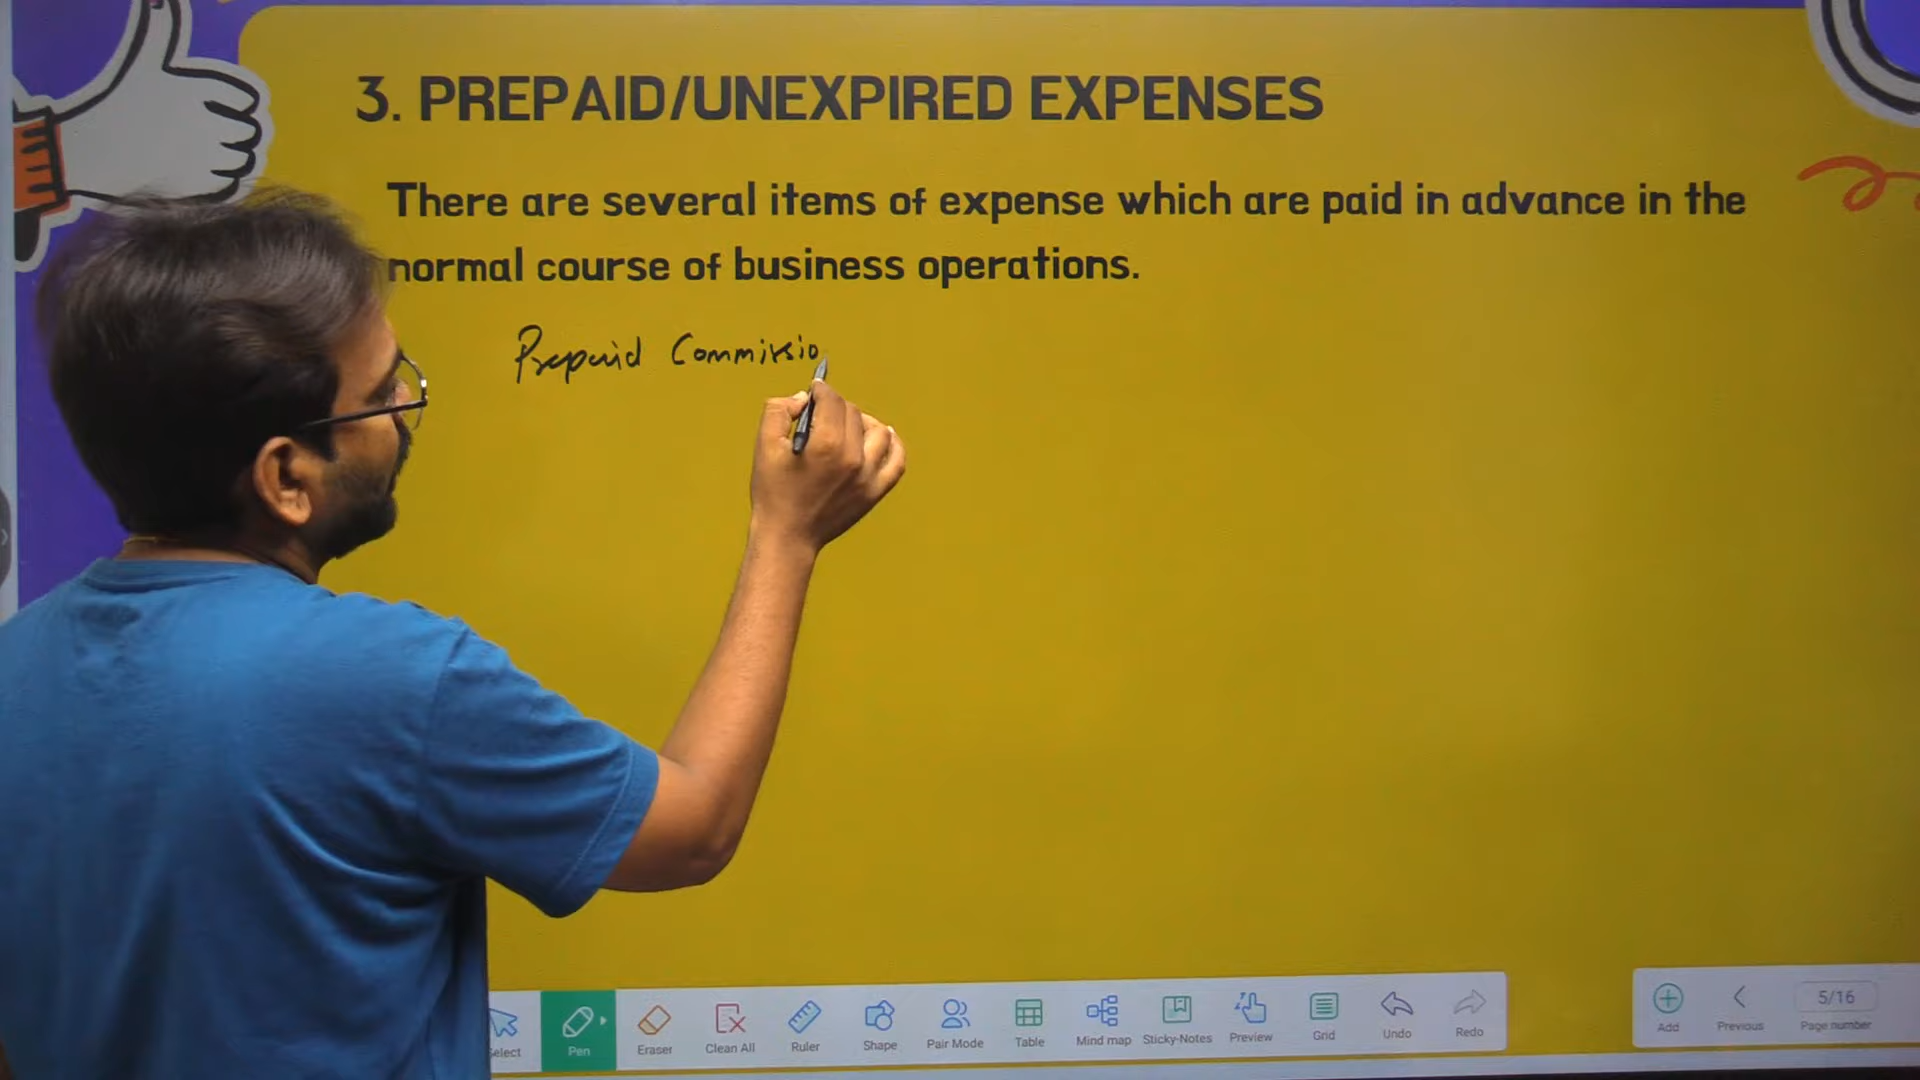 3. PREPAID/UNEXPIRED EXPENSES
There are several items of expense which are paid in advance in the
normal course of business operations.
Prepaid Commissio
Select
Pen
Eraser
Clean All
Ruler
Shape
Pair Mode
Table
Mind map
Sticky-Notes
Preview
Grid
Undo
Redo
Add
Previous
5/16
Page number